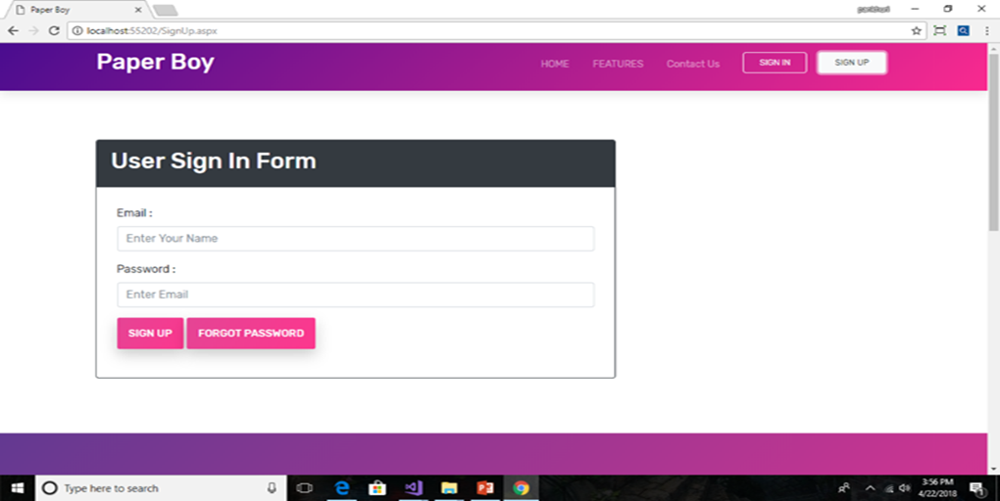 Paper Boy
localhost:55202/SignUp.aspx
Paper Boy
HOME FEATURES Contact Us SIGN IN SIGN UP
User Sign In Form
Email :
Enter Your Name
Password :
Enter Email
SIGN UP FORGOT PASSWORD
Type here to search
3:56 PM
4/22/2018
1